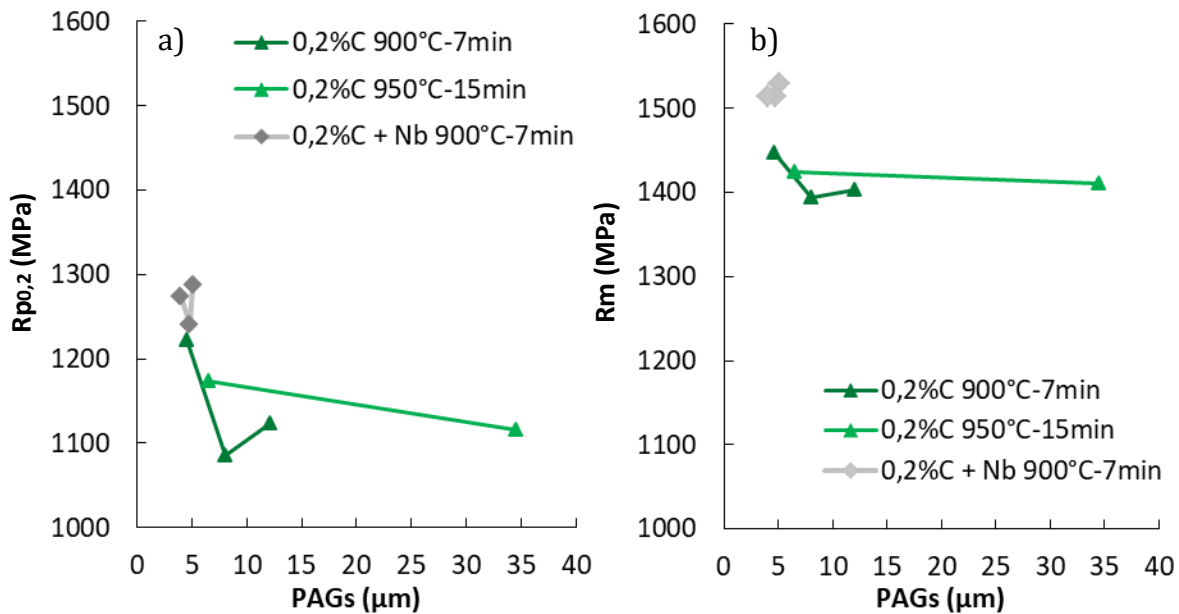 a)
0,2%C 900°C-7min
0,2%C 950°C-15min
0,2%C + Nb 900°C-7min
1600
1500
1400
1300
1200
1100
1000
Rp0,2 (MPa)
0 5 10 15 20 25 30 35 40
PAGs (µm)
b)
1600
1500
1400
1300
1200
1100
1000
Rm (MPa)
0,2%C 900°C-7min
0,2%C 950°C-15min
0,2%C + Nb 900°C-7min
0 5 10 15 20 25 30 35 40
PAGs (µm)